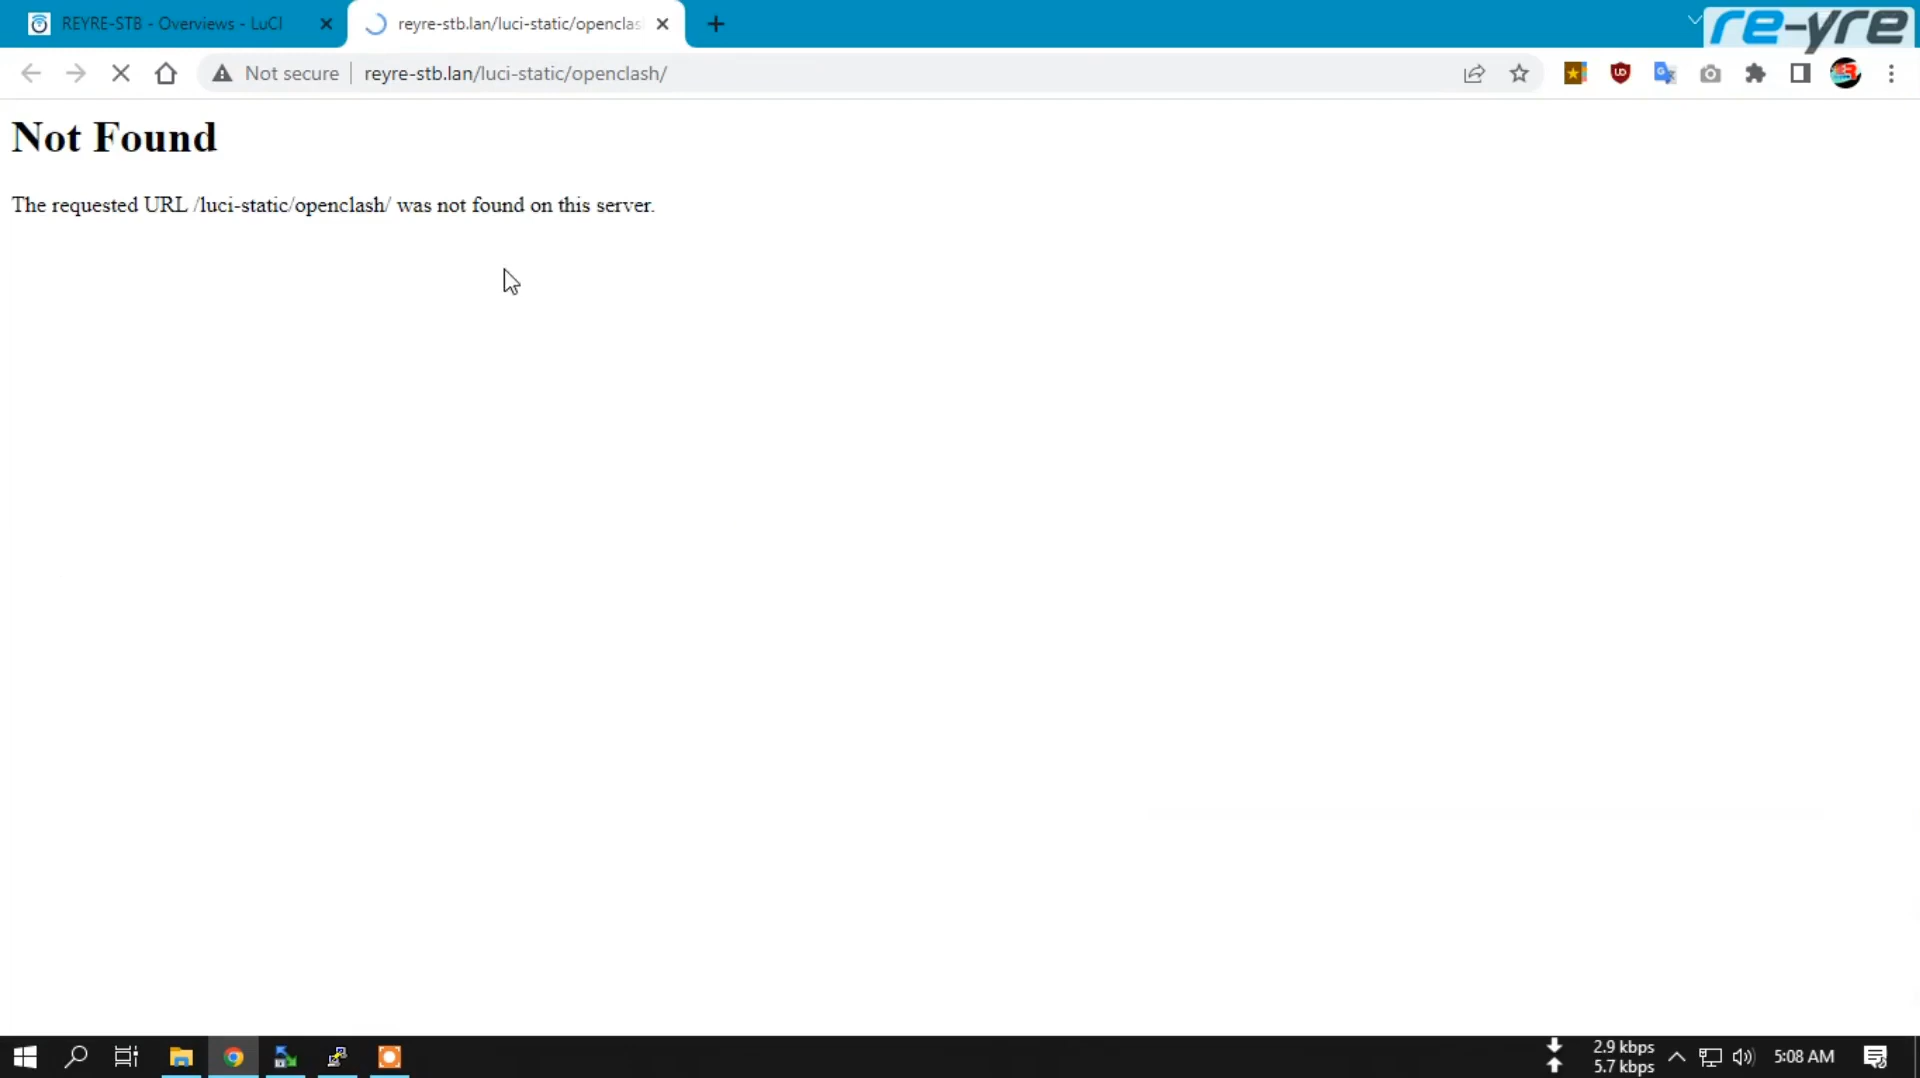 REYRE-STB - Overviews - LuCI
reyre-stb.lan/luci-static/openclas
re-yre
Not secure
reyre-stb.lan/luci-static/openclash/
Not Found
The requested URL /luci-static/openclash/ was not found on this server.
2.9 kbps
5.7 kbps
5:08 AM